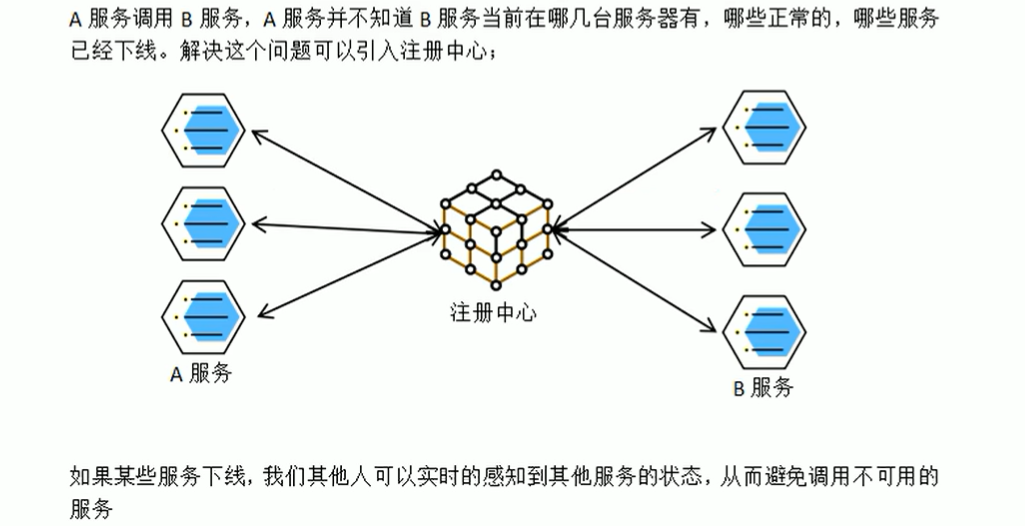 A 服务调用 B 服务，A 服务并不知道 B 服务当前在哪几台服务器有，哪些正常的，哪些服务
已经下线。解决这个问题可以引入注册中心；
注册中心
A 服务
B 服务
如果某些服务下线，我们其他人可以实时的感知到其他服务的状态，从而避免调用不可用的
服务